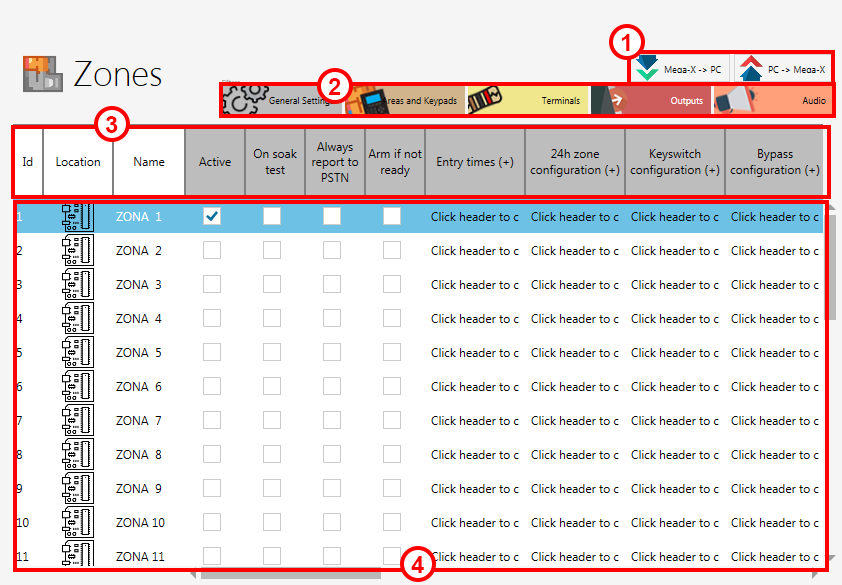 1
Zones
Mega-X -> PC
PC -> Mega-X
2
General Settings
Areas and Keypads
Terminals
Outputs
Audio
3
Id
Location
Name
Active
On soak
test
Always
report to
PSTN
Arm if not
ready
Entry times (+)
24h zone
configuration (+)
Keyswitch
configuration (+)
Bypass
configuration (+)
1 ZONA 1 Click header to c Click header to c Click header to c Click header to c
2 ZONA 2 Click header to c Click header to c Click header to c Click header to c
3 ZONA 3 Click header to c Click header to c Click header to c Click header to c
4 ZONA 4 Click header to c Click header to c Click header to c Click header to c
5 ZONA 5 Click header to c Click header to c Click header to c Click header to c
6 ZONA 6 Click header to c Click header to c Click header to c Click header to c
7 ZONA 7 Click header to c Click header to c Click header to c Click header to c
8 ZONA 8 Click header to c Click header to c Click header to c Click header to c
9 ZONA 9 Click header to c Click header to c Click header to c Click header to c
10 ZONA 10 Click header to c Click header to c Click header to c Click header to c
11 ZONA 11 Click header to c Click header to c Click header to c Click header to c
4